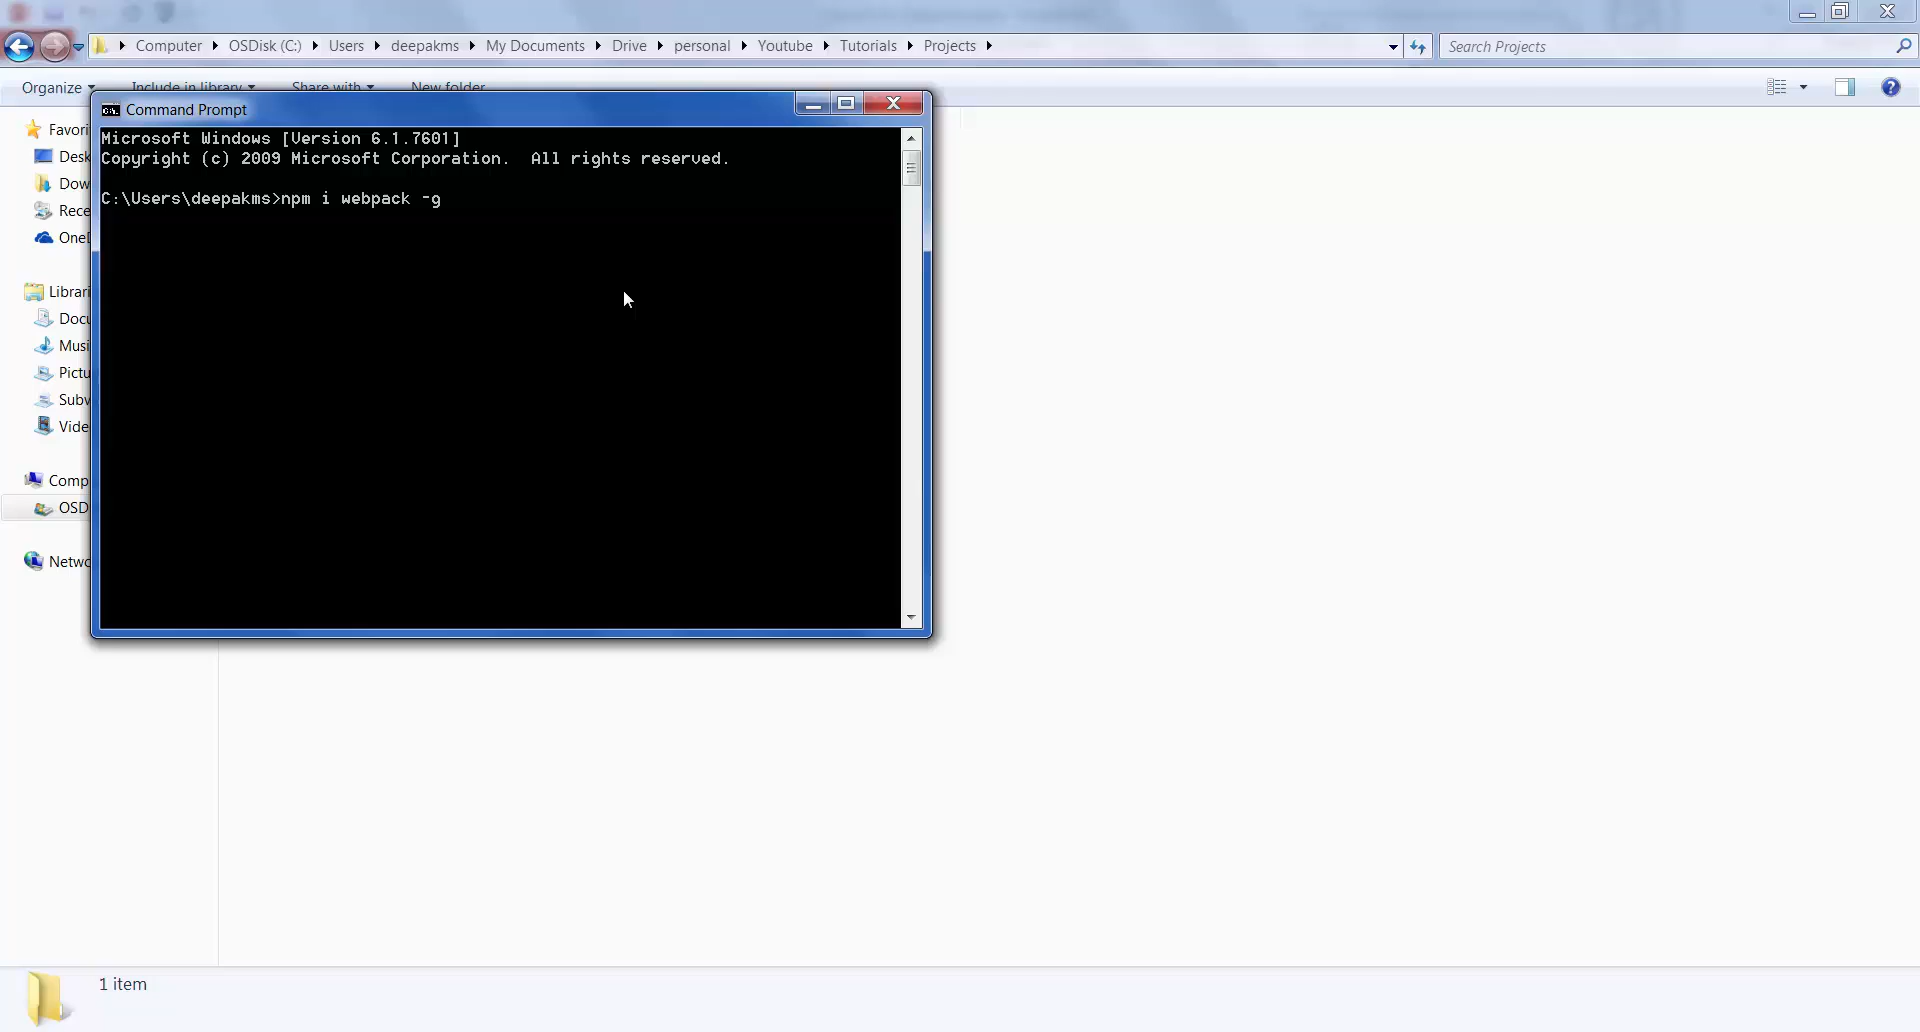 Computer OSDisk (C:) Users deepakms My Documents Drive personal Youtube Tutorials Projects
Search Projects
Organize Include in library Share with New folder
Command Prompt
Microsoft Windows [Version 6.1.7601]
Copyright (c) 2009 Microsoft Corporation. All rights reserved.
C:\Users\deepakms>npm i webpack -g
Favori
Desk
Dow
Rece
OneD
Librari
Docu
Musi
Pictu
Subv
Vide
Comp
OSD
Netwo
1 item